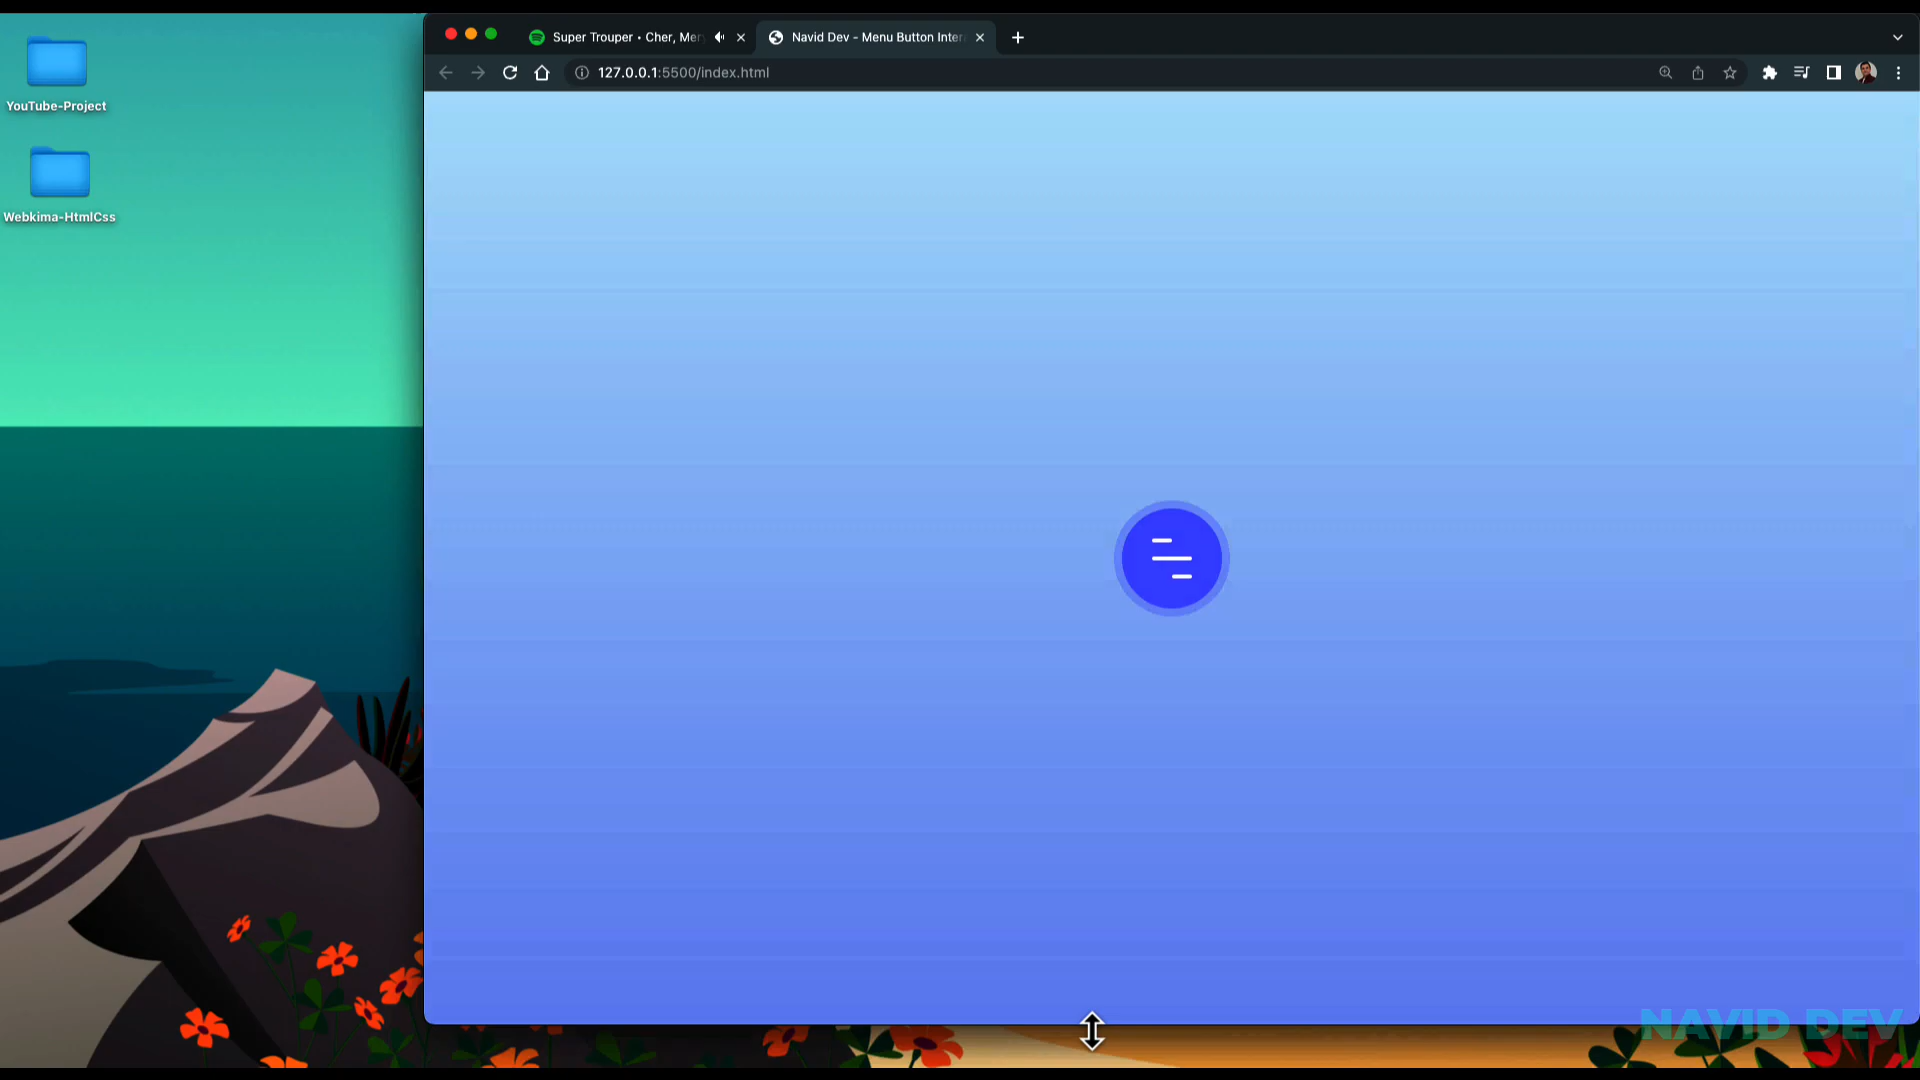 Super Trouper • Cher, Mer
Navid Dev - Menu Button Inter
127.0.0.1:5500/index.html
YouTube-Project
Webkima-HtmlCss
NAVID DEV